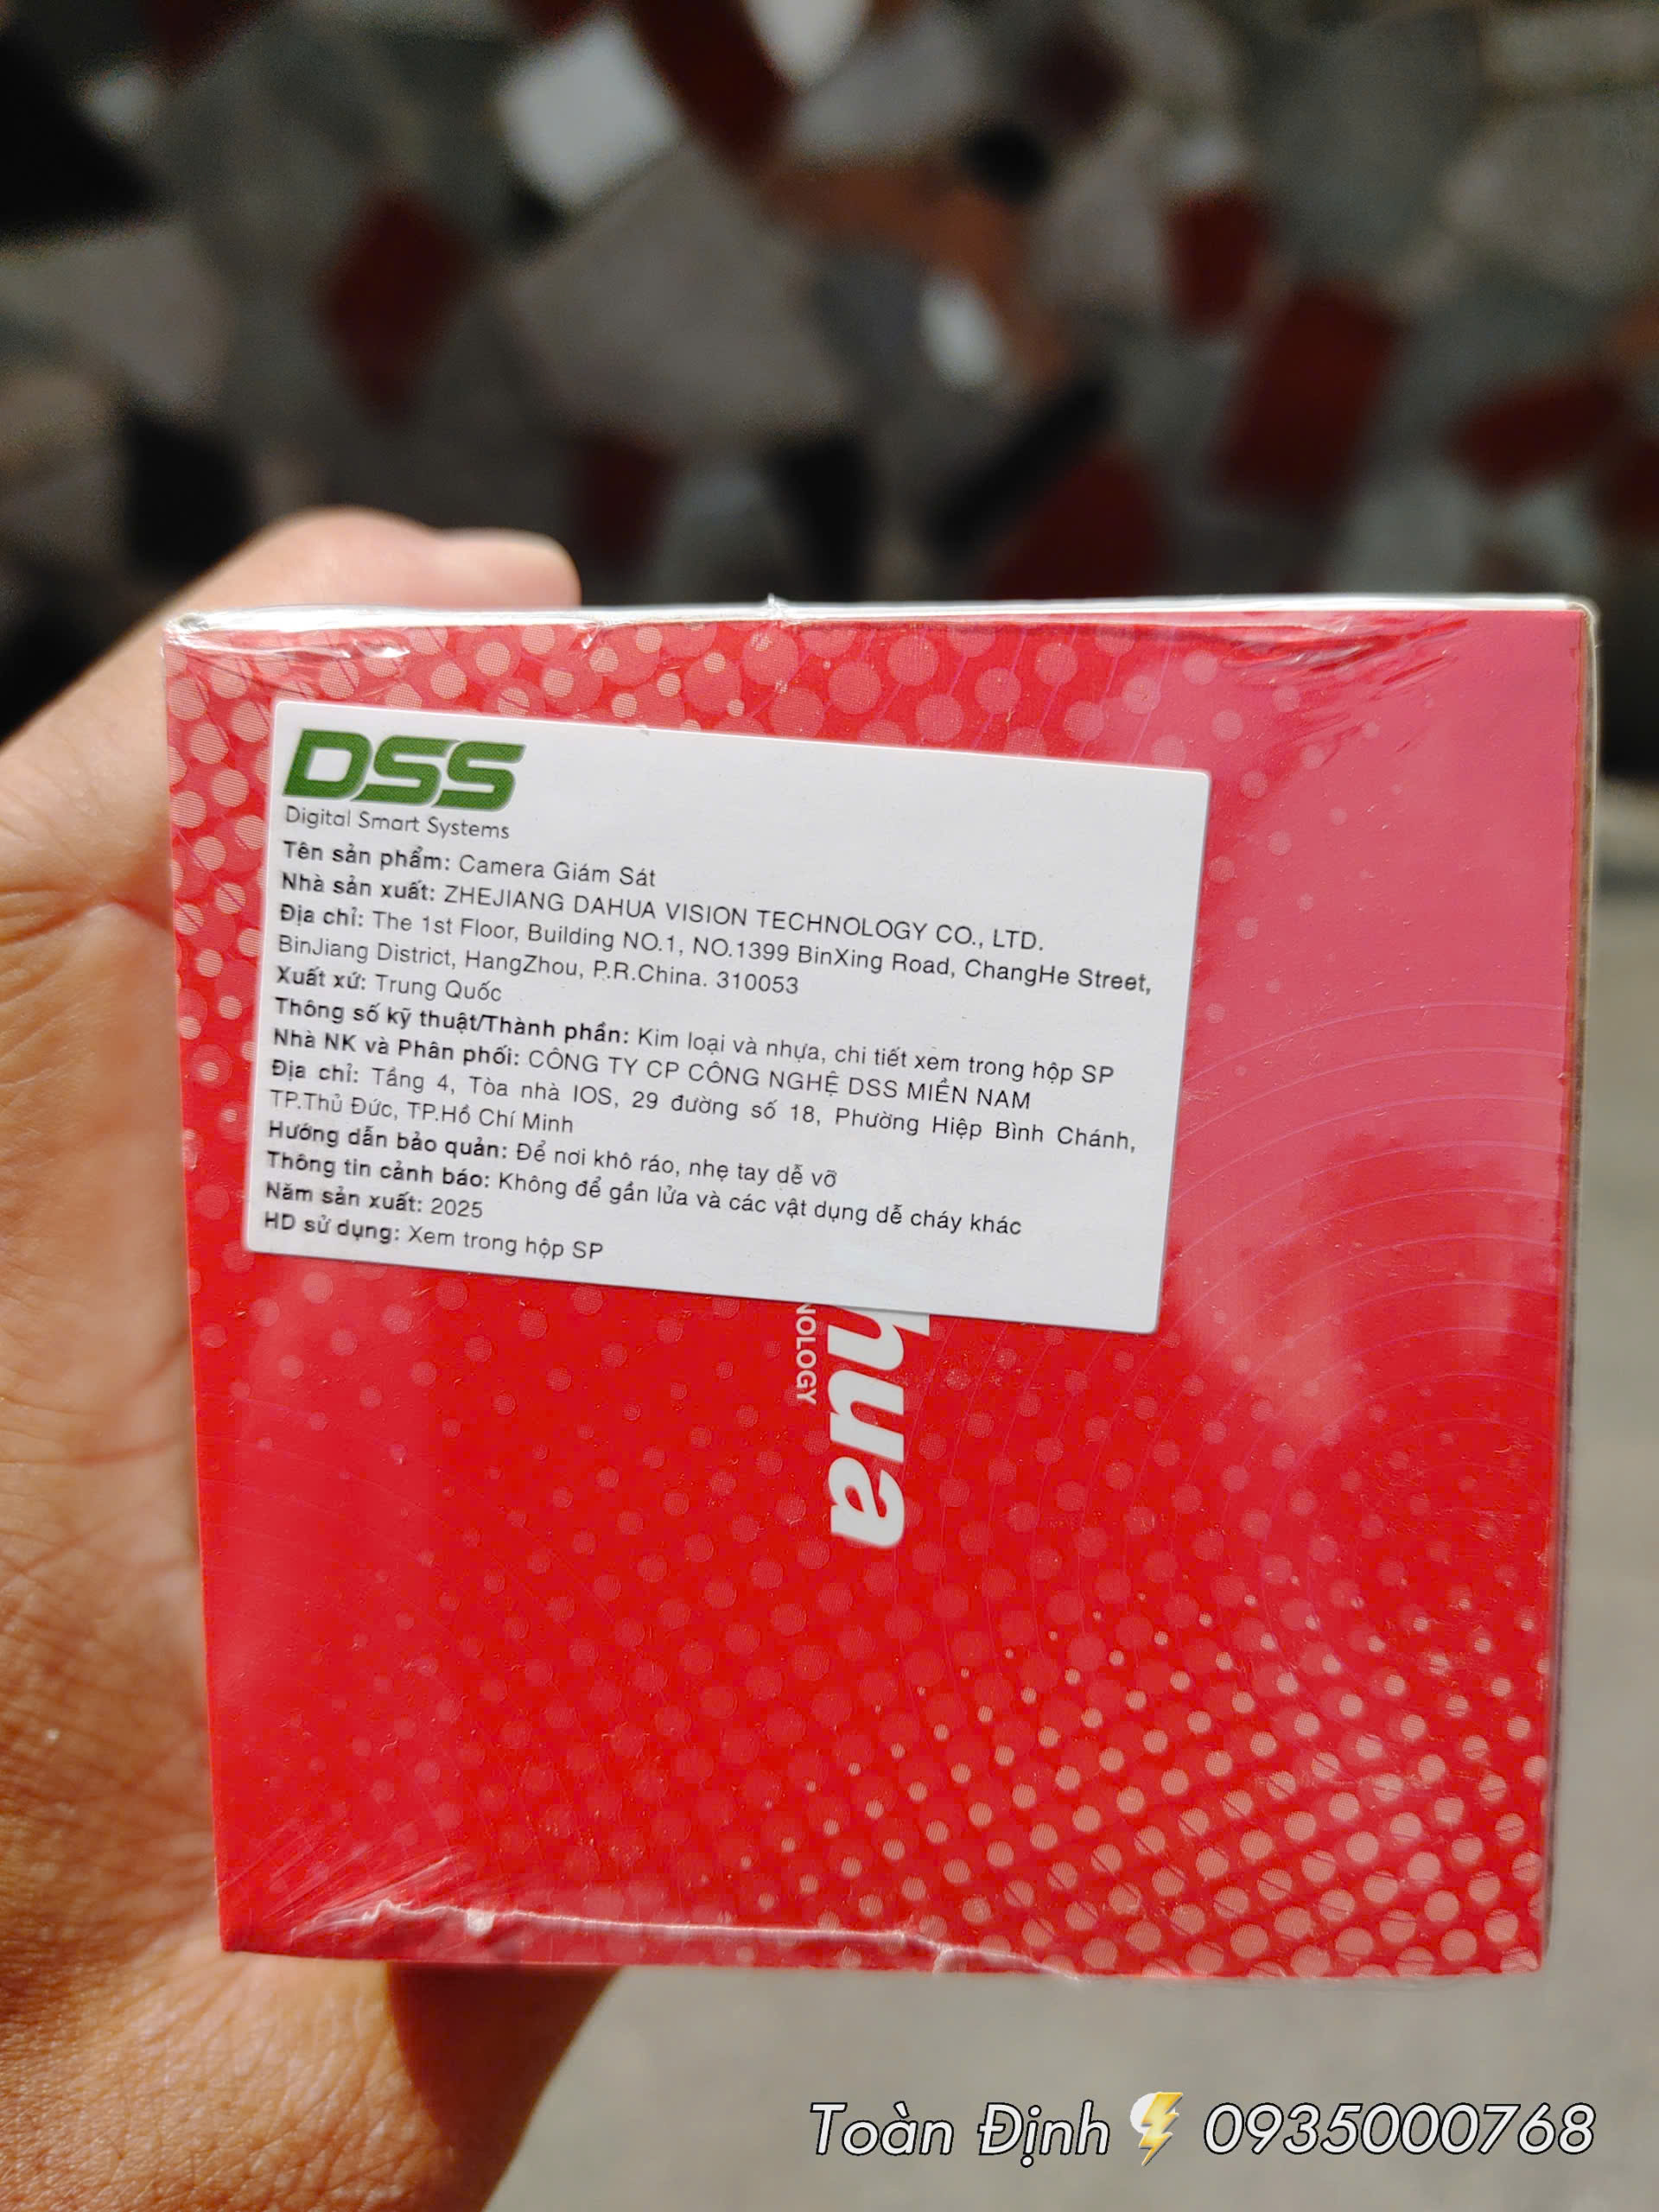 DSS
Digital Smart Systems
Tên sản phẩm: Camera Giám Sát
Nhà sản xuất: ZHEJIANG DAHUA VISION TECHNOLOGY CO., LTD.
Địa chỉ: The 1st Floor, Building NO.1, NO.1399 BinXing Road, ChangHe Street,
BinJiang District, HangZhou, P.R.China. 310053
Xuất xứ: Trung Quốc
Thông số kỹ thuật/Thành phần: Kim loại và nhựa, chi tiết xem trong hộp SP
Nhà NK và Phân phối: CÔNG TY CP CÔNG NGHỆ DSS MIỀN NAM
Địa chỉ: Tầng 4, Tòa nhà IOS, 29 đường số 18, Phường Hiệp Bình Chánh,
TP.Thủ Đức, TP.Hồ Chí Minh
Hướng dẫn bảo quản: Để nơi khô ráo, nhẹ tay dễ vỡ
Thông tin cảnh báo: Không để gần lửa và các vật dụng dễ cháy khác
Năm sản xuất: 2025
HD sử dụng: Xem trong hộp SP
hua
NOLOGY
Toàn Định⚡0935000768